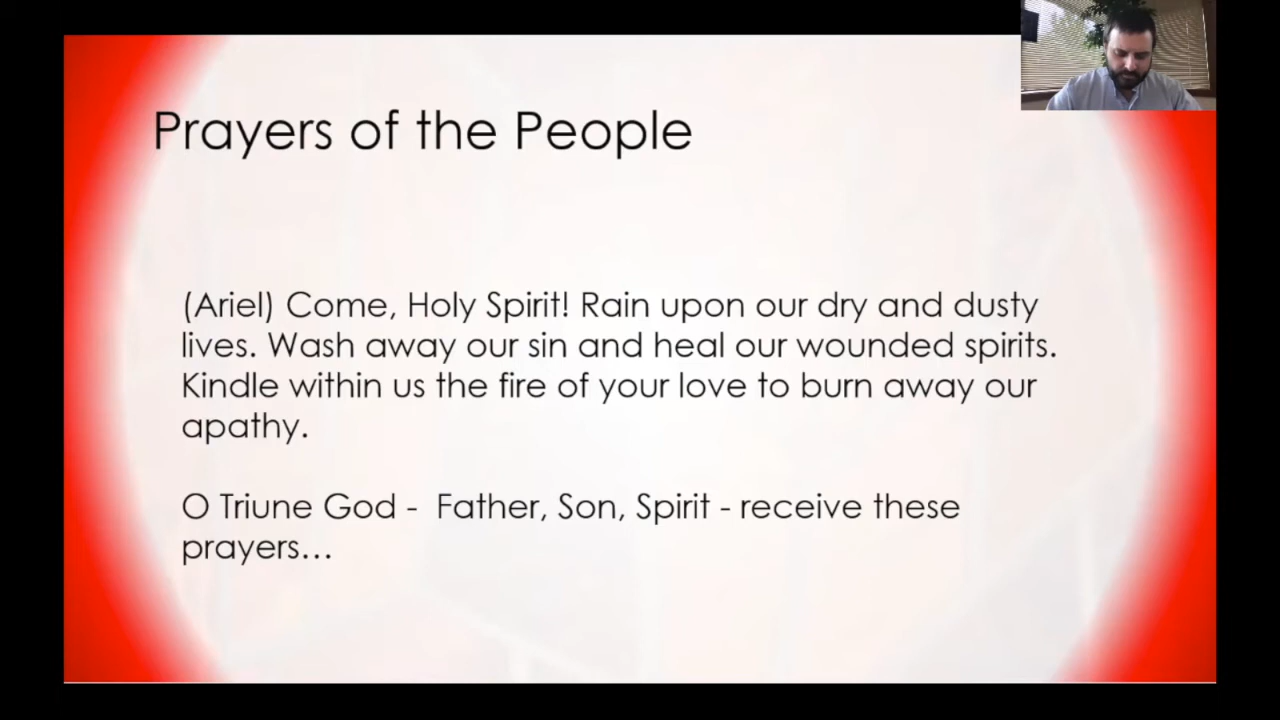 Prayers of the People
(Ariel) Come, Holy Spirit! Rain upon our dry and dusty
lives. Wash away our sin and heal our wounded spirits.
Kindle within us the fire of your love to burn away our
apathy.
O Triune God -  Father, Son, Spirit - receive these
prayers…